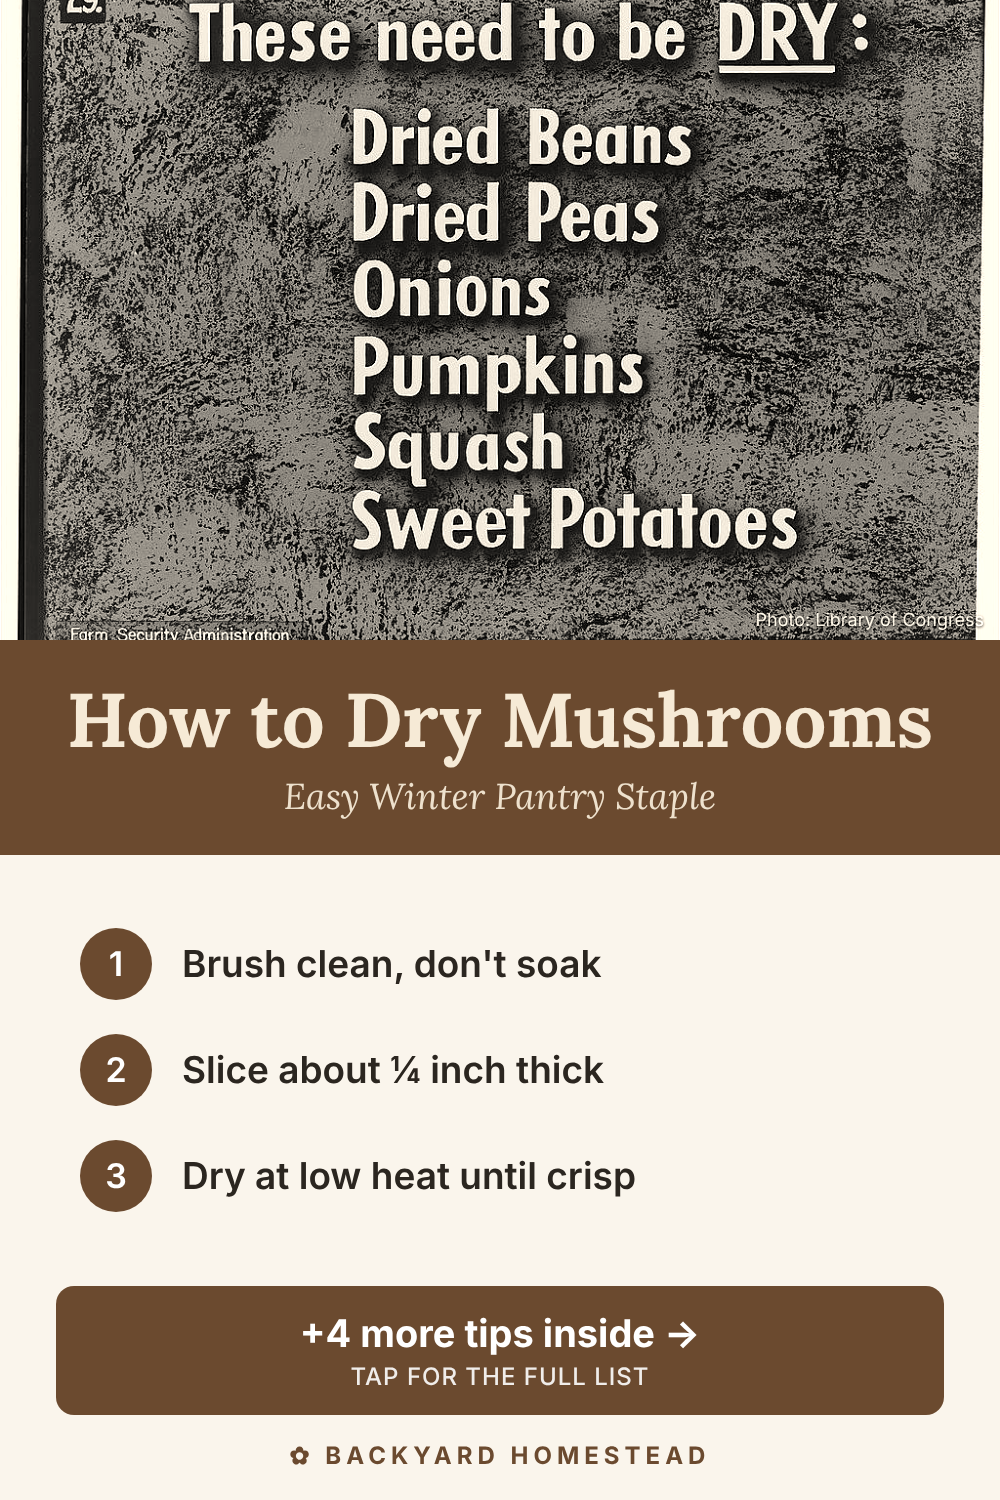 29.
These need to be DRY:
Dried Beans
Dried Peas
Onions
Pumpkins
Squash
Sweet Potatoes
Farm Security Administration
Photo: Library of Congress
How to Dry Mushrooms
Easy Winter Pantry Staple
1 Brush clean, don't soak
2 Slice about ¼ inch thick
3 Dry at low heat until crisp
+4 more tips inside →
TAP FOR THE FULL LIST
✿ BACKYARD HOMESTEAD